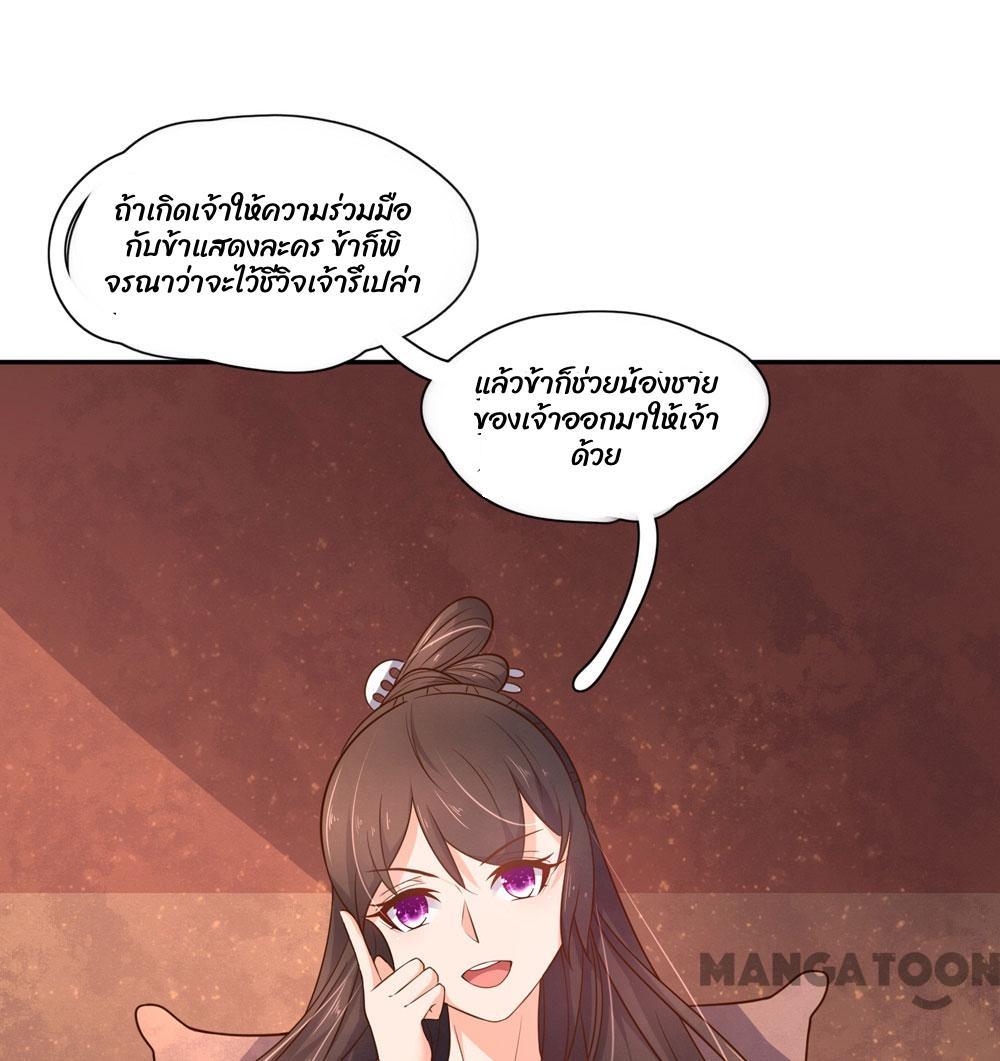 ถ้าเกิดเจ้าให้ความร่วมมือ
กับข้าแสดงละคร ข้าก็พิ
จรณาว่าจะไว้ชีวิจเจ้ารึเปล่า
แล้วข้าก็ช่วยน้องชาย
ของเจ้าออกมาให้เจ้า
ด้วย
MANGATOON